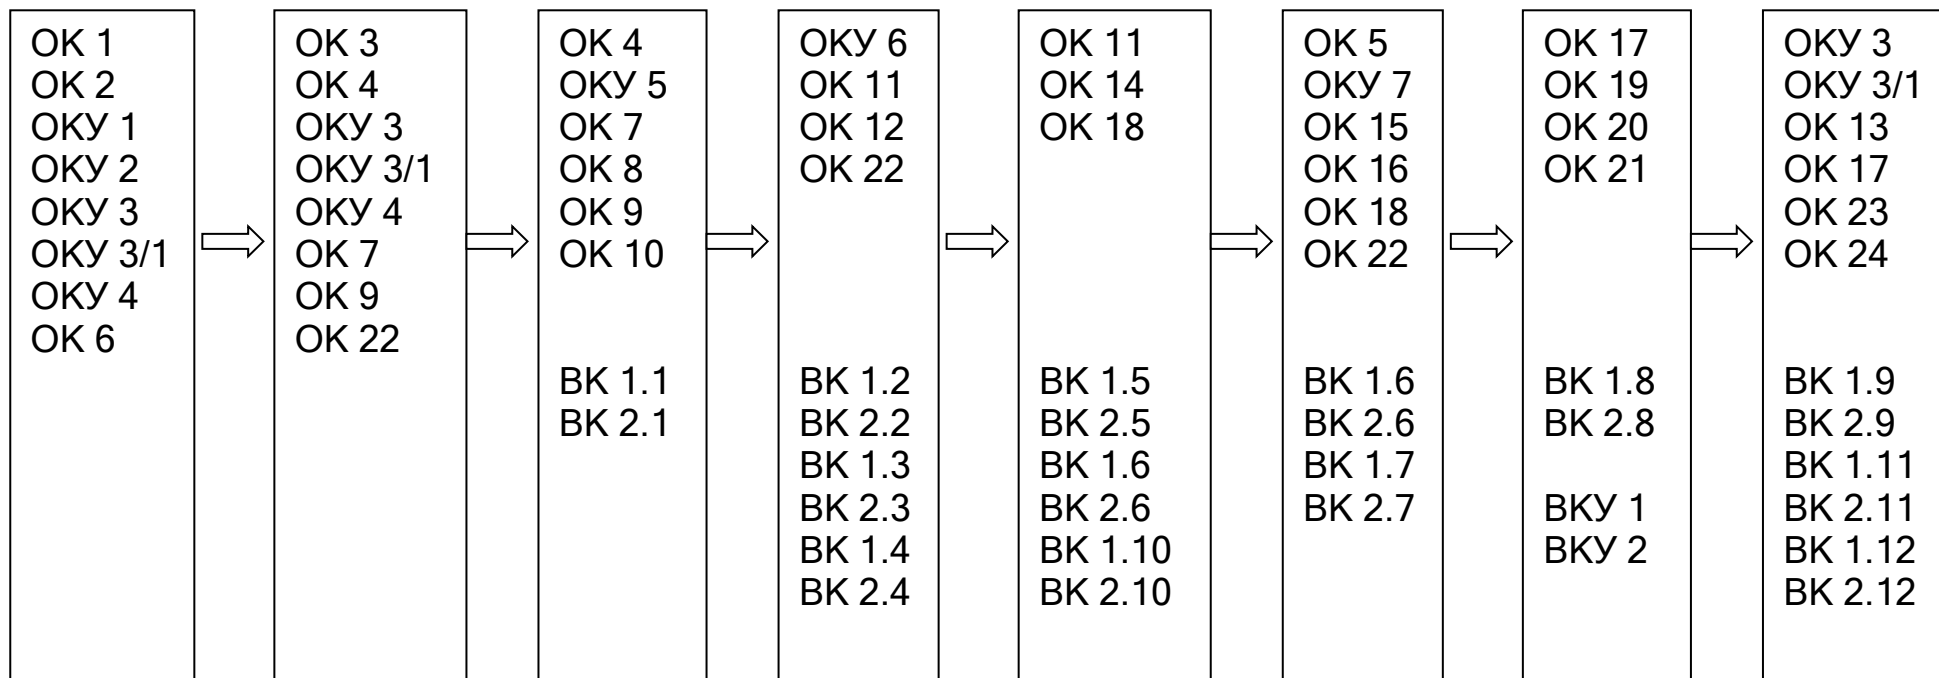 ОК 1
ОК 2
ОКУ 1
ОКУ 2
ОКУ 3
ОКУ 3/1
ОКУ 4
ОК 6
ОК 3
ОК 4
ОКУ 3
ОКУ 3/1
ОКУ 4
ОК 7
ОК 9
ОК 22
ОК 4
ОКУ 5
ОК 7
ОК 8
ОК 9
ОК 10
ВК 1.1
ВК 2.1
ОКУ 6
ОК 11
ОК 12
ОК 22
ВК 1.2
ВК 2.2
ВК 1.3
ВК 2.3
ВК 1.4
ВК 2.4
ОК 11
ОК 14
ОК 18
ВК 1.5
ВК 2.5
ВК 1.6
ВК 2.6
ВК 1.10
ВК 2.10
ОК 5
ОКУ 7
ОК 15
ОК 16
ОК 18
ОК 22
ВК 1.6
ВК 2.6
ВК 1.7
ВК 2.7
ОК 17
ОК 19
ОК 20
ОК 21
ВК 1.8
ВК 2.8
ВКУ 1
ВКУ 2
ОКУ 3
ОКУ 3/1
ОК 13
ОК 17
ОК 23
ОК 24
ВК 1.9
ВК 2.9
ВК 1.11
ВК 2.11
ВК 1.12
ВК 2.12